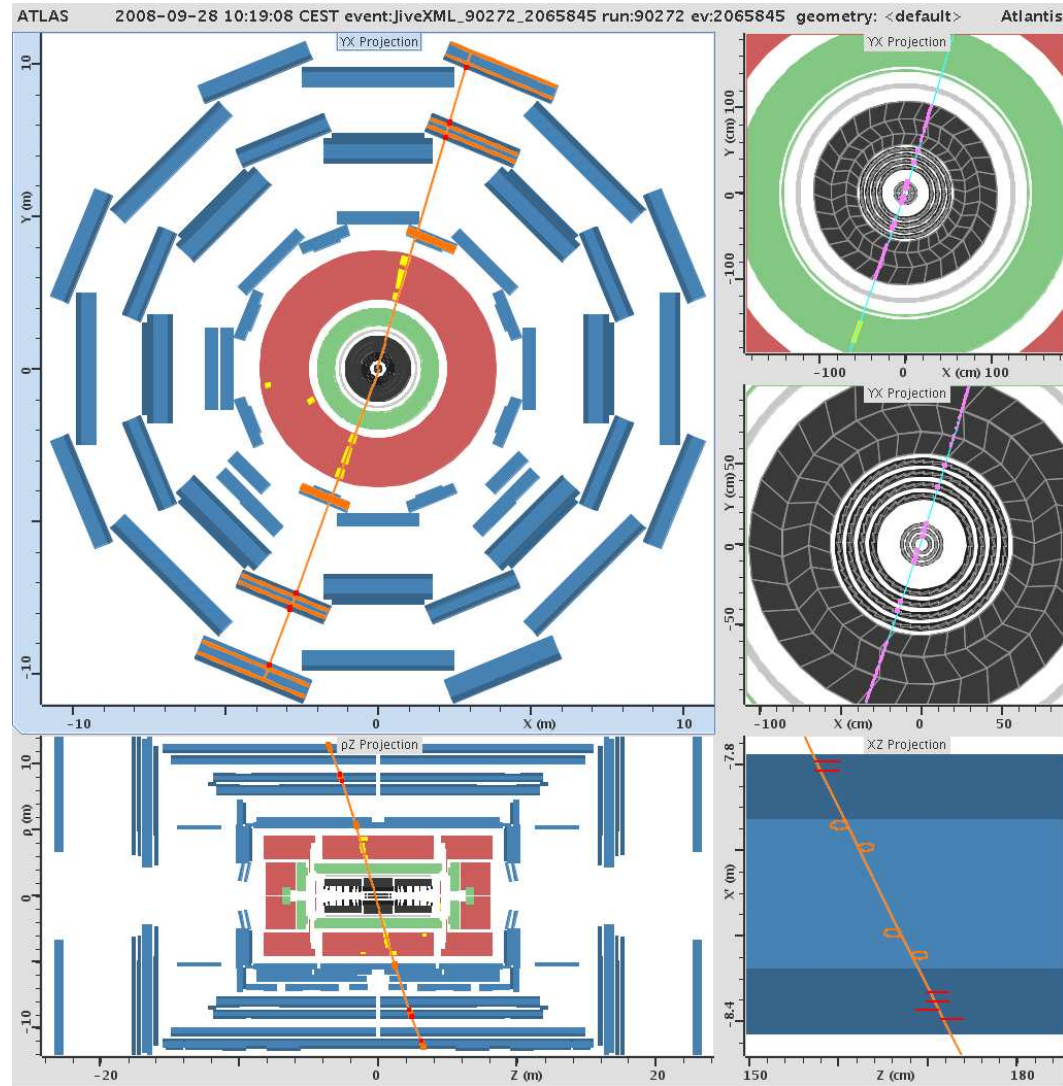 ATLAS 2008-09-28 10:19:08 CEST event:JiveXML_90272_2065845 run:90272 ev:2065845 geometry: <default> Atlantis
YX Projection
10
0
-10
Y (m)
-10 0 X (m) 10
YX Projection
100
0
-100
Y (cm)
-100 0 X (cm) 100
YX Projection
50
0
-50
Y (cm)
-100 X (cm) 0 50
ρZ Projection
10
0
-10
ρ (m)
-20 0 Z (m) 20
X'Z Projection
-7.8
X' (m)
-8.4
150 Z (cm) 180